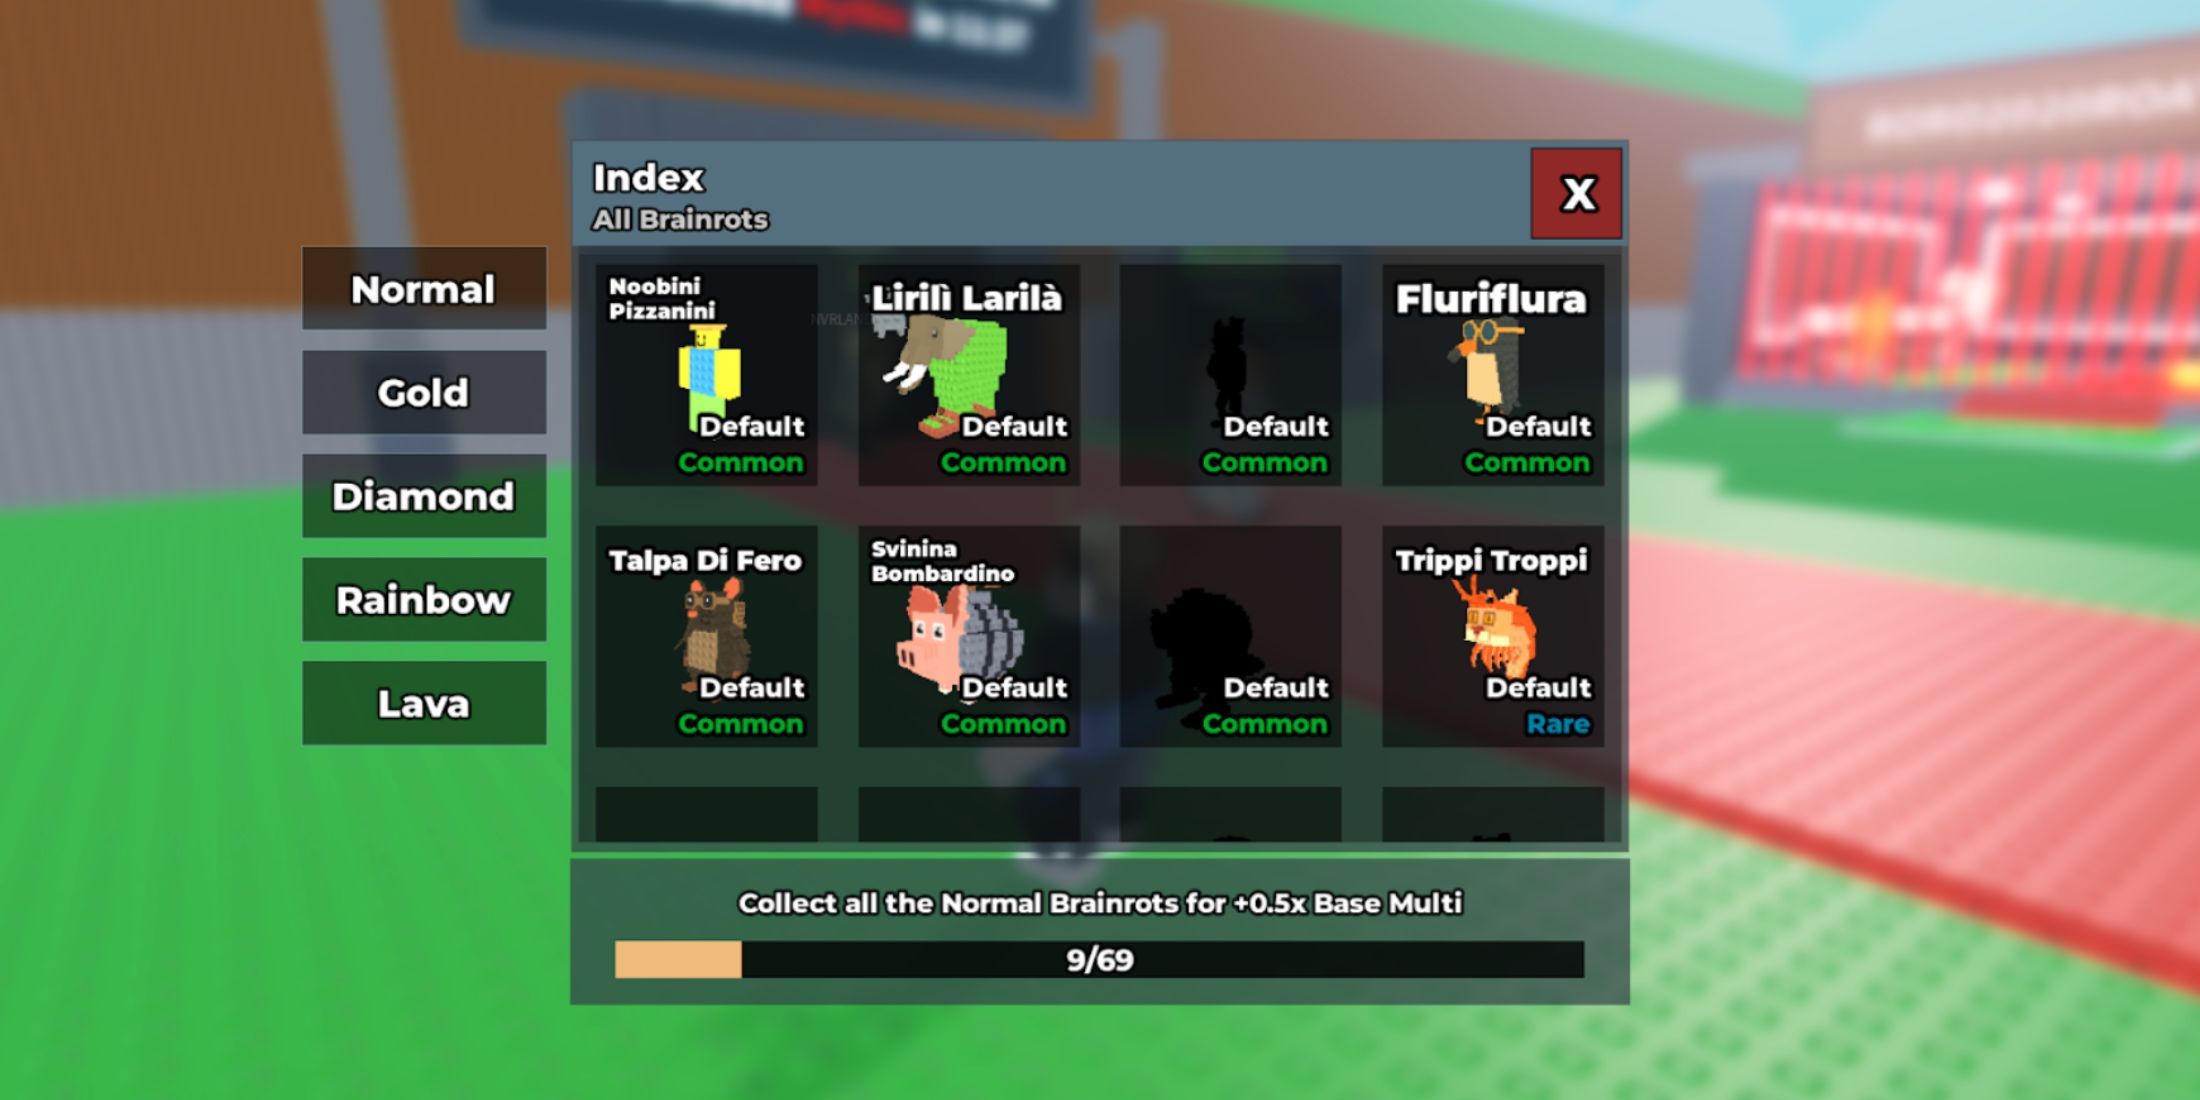 Index
All Brainrots
X
Normal
Gold
Diamond
Rainbow
Lava
Noobini
Pizzanini
Default
Common
Lirilì Larilà
Default
Common
Default
Common
Fluriflura
Default
Common
Talpa Di Fero
Default
Common
Svinina
Bombardino
Default
Common
Default
Common
Trippi Troppi
Default
Rare
Collect all the Normal Brainrots for +0.5x Base Multi
9/69